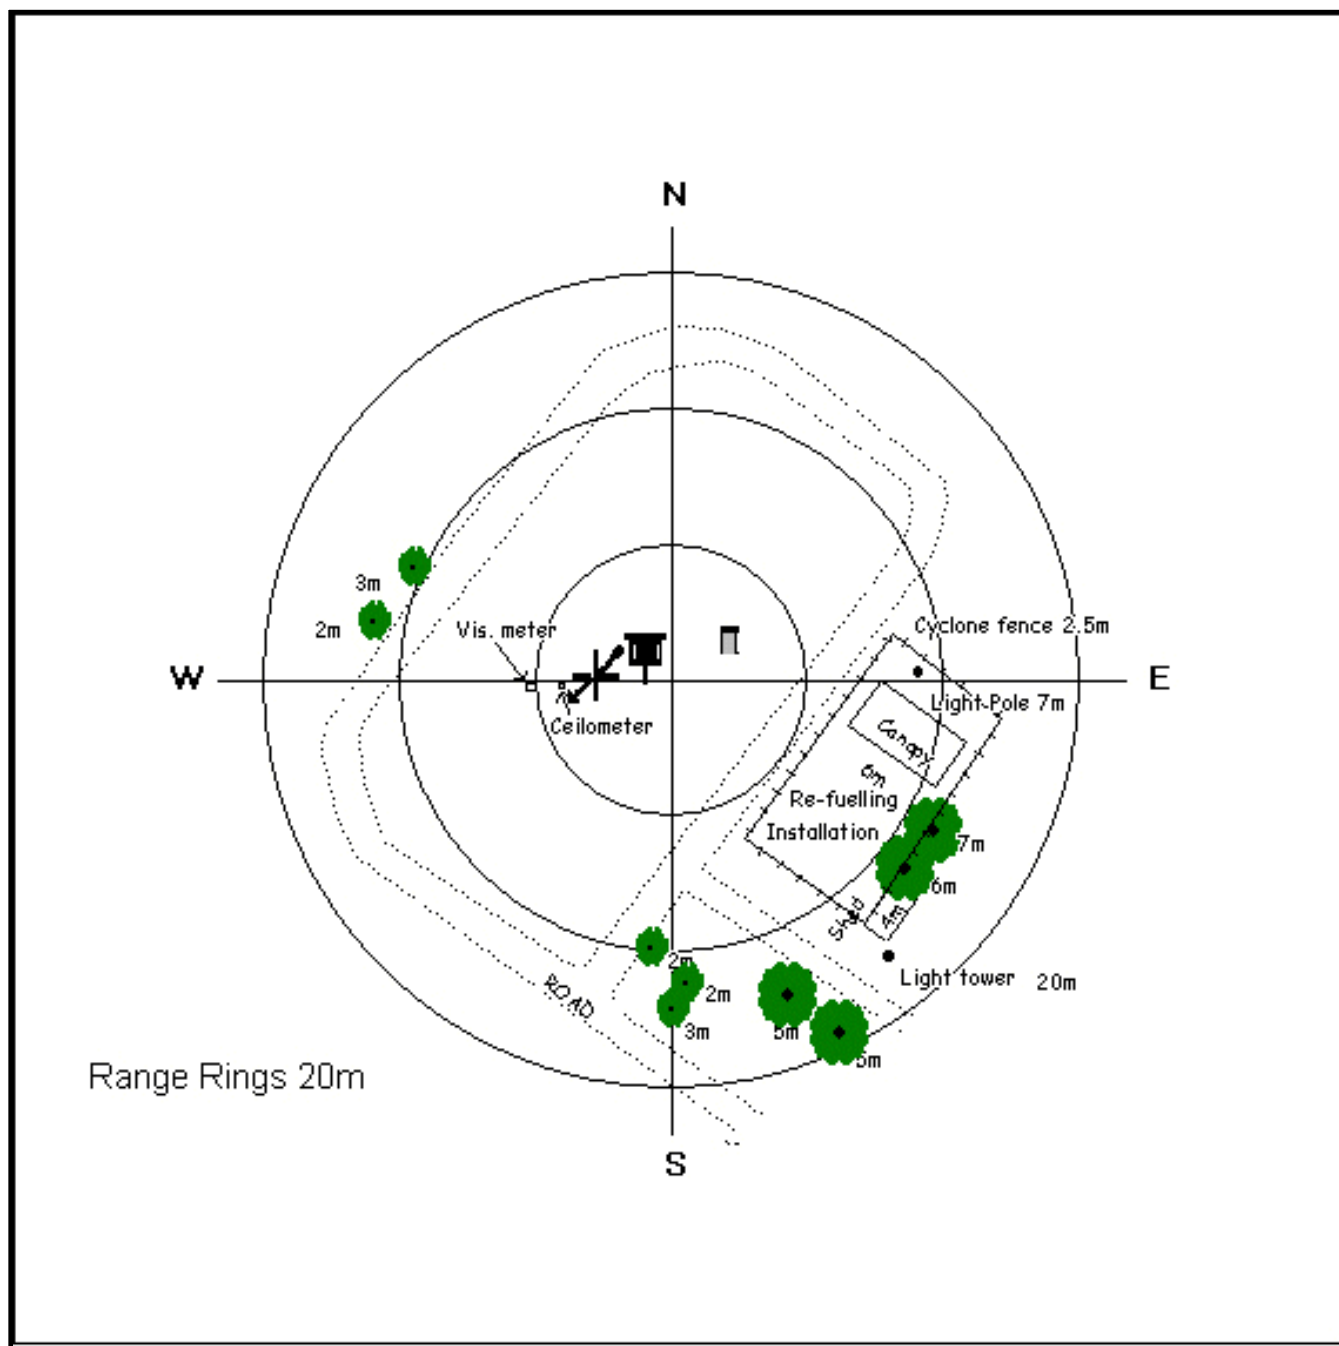 N
3m
2m
Vis. meter
Cyclone fence 2.5m
W
E
Light-Pole 7m
Ceilometer
Canopy
6m
Re-fuelling
Installation
7m
6m
4m
Shed
2m
Light tower 20m
2m
ROAD
3m
5m
5m
Range Rings 20m
S